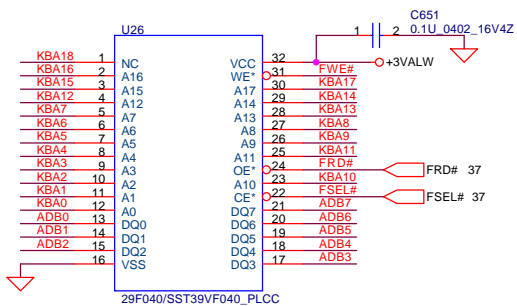 U26
C651
1 2 0.1U_0402_16V4Z
+3VALW
KBA18 1 NC VCC 32
KBA16 2 A16 WE* 31 FWE#
KBA15 3 A15 A17 30 KBA17
KBA12 4 A12 A14 29 KBA14
KBA7 5 A7 A13 28 KBA13
KBA6 6 A6 A8 27 KBA8
KBA5 7 A5 A9 26 KBA9
KBA4 8 A4 A11 25 KBA11
KBA3 9 A3 OE* 24 FRD# FRD# 37
KBA2 10 A2 A10 23 KBA10
KBA1 11 A1 CE* 22 FSEL# FSEL# 37
KBA0 12 A0 DQ7 21 ADB7
ADB0 13 DQ0 DQ6 20 ADB6
ADB1 14 DQ1 DQ5 19 ADB5
ADB2 15 DQ2 DQ4 18 ADB4
16 VSS DQ3 17 ADB3
29F040/SST39VF040_PLCC